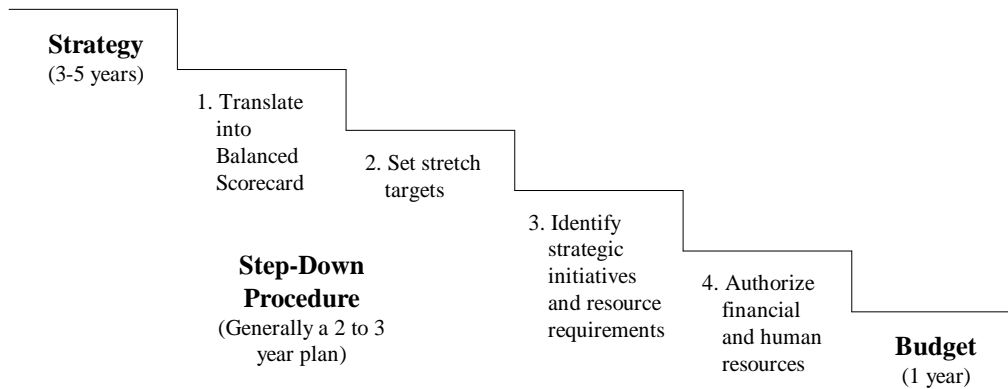 Strategy
(3-5 years)
1. Translate
into
Balanced
Scorecard
2. Set stretch
targets
3. Identify
strategic
initiatives
and resource
requirements
4. Authorize
financial
and human
resources
Step-Down
Procedure
(Generally a 2 to 3
year plan)
Budget
(1 year)